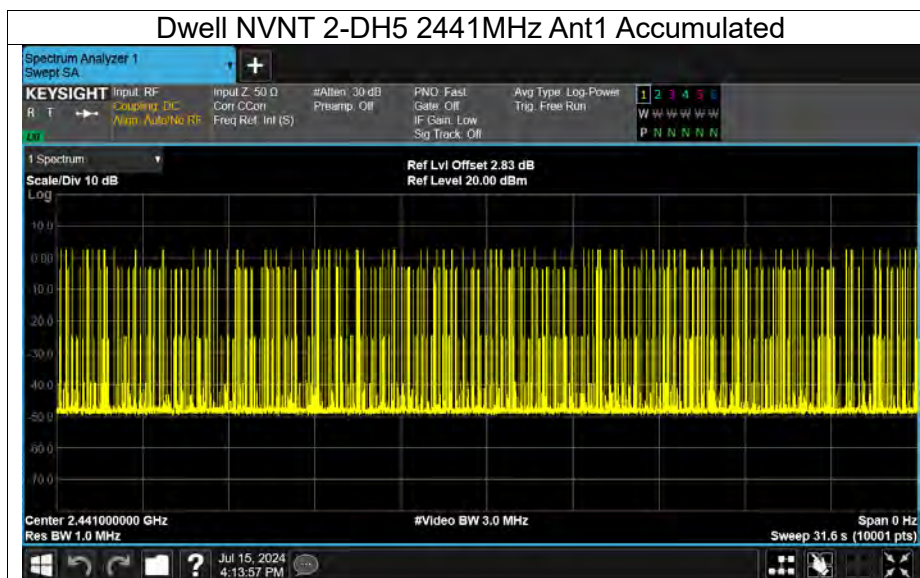 Dwell NVNT 2-DH5 2441MHz Ant1 Accumulated
Spectrum Analyzer 1
Swept SA
KEYSIGHT Input: RF Input Z: 50 Ω #Atten: 30 dB PNO: Fast Avg Type: Log-Power 1 2 3 4 5 6
R T Coupling: DC Corr CCorr Preamp: Off Gate: Off Trig: Free Run W W W W W W
Align: Auto/No RF Freq Ref: Int (S) IF Gain: Low P N N N N N
Sig Track: Off
1 Spectrum
Ref Lvl Offset 2.83 dB
Scale/Div 10 dB Ref Level 20.00 dBm
Log
10.0
0.00
-10.0
-20.0
-30.0
-40.0
-50.0
-60.0
-70.0
Center 2.441000000 GHz #Video BW 3.0 MHz Span 0 Hz
Res BW 1.0 MHz Sweep 31.6 s (10001 pts)
? Jul 15, 2024
4:13:57 PM